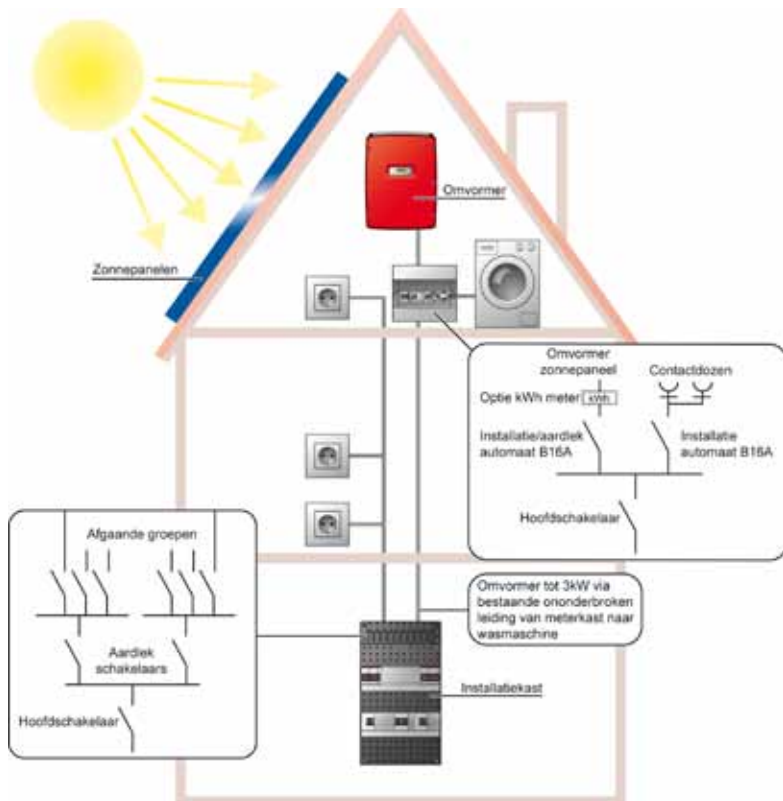 Omvormer
Zonnepanelen
Omvormer
zonnepaneel
Contactdozen
Optie kWh meter
kWh
Installatie/aardlek
automaat B16A
Installatie
automaat B16A
Hoofdschakelaar
Afgaande groepen
Aardlek
schakelaars
Hoofdschakelaar
Omvormer tot 3kW via
bestaande ononderbroken
leiding van meterkast naar
wasmaschine
Installatiekast